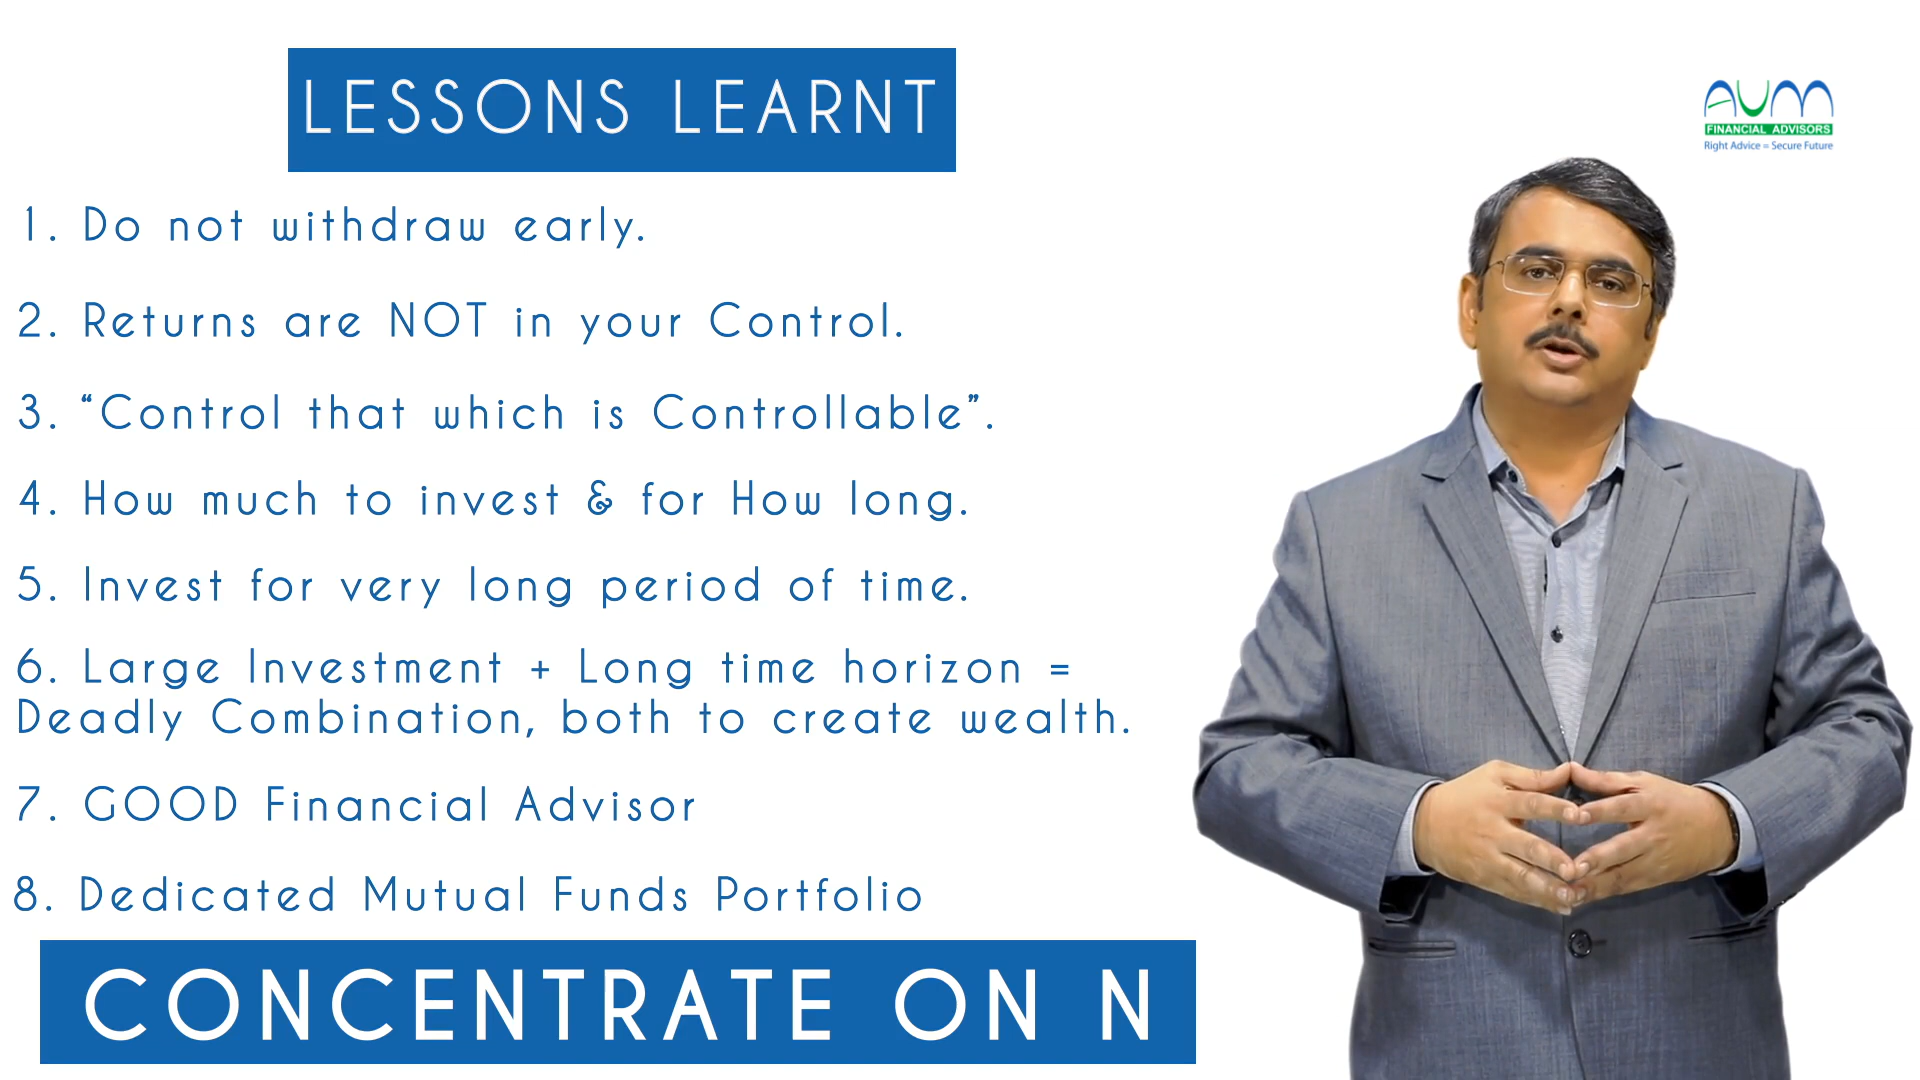 LESSONS LEARNT
AUM
FINANCIAL ADVISORS
Right Advice = Secure Future
1. Do not withdraw early.
2. Returns are NOT in your Control.
3. “Control that which is Controllable”.
4. How much to invest & for How long.
5. Invest for very long period of time.
6. Large Investment + Long time horizon =
Deadly Combination, both to create wealth.
7. GOOD Financial Advisor
8. Dedicated Mutual Funds Portfolio
CONCENTRATE ON N